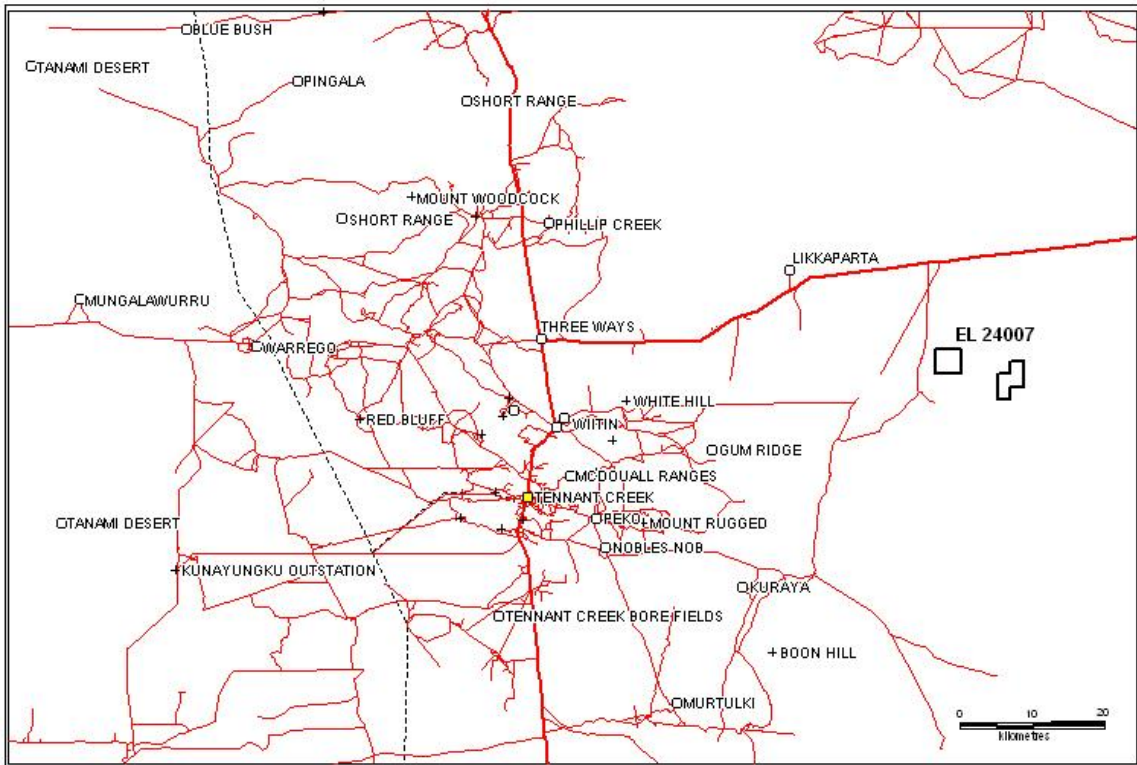 BLUE BUSH
TANAMI DESERT
PINGALA
SHORT RANGE
MOUNT WOODCOCK
SHORT RANGE
PHILLIP CREEK
LIKKAPARTA
MUNGALAWURRU
THREE WAYS
EL 24007
WARREGO
WHITE HILL
RED BLUFF
WIITIN
GUM RIDGE
MCDOUALL RANGES
TENNANT CREEK
TANAMI DESERT
PEKO
MOUNT RUGGED
NOBLES NOB
KUNAYUNGKU OUTSTATION
KURAYA
TENNANT CREEK BORE FIELDS
BOON HILL
MURTULKI
0 10 20
kilometres